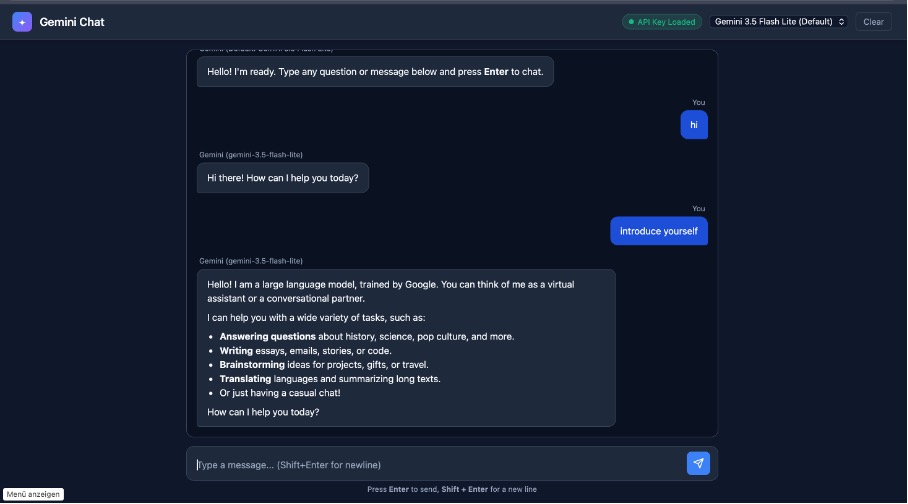 Gemini Chat
API Key Loaded
Gemini 3.5 Flash Lite (Default)
Clear
Hello! I'm ready. Type any question or message below and press Enter to chat.
You
hi
Gemini (gemini-3.5-flash-lite)
Hi there! How can I help you today?
You
introduce yourself
Gemini (gemini-3.5-flash-lite)
Hello! I am a large language model, trained by Google. You can think of me as a virtual
assistant or a conversational partner.
I can help you with a wide variety of tasks, such as:
• Answering questions about history, science, pop culture, and more.
• Writing essays, emails, stories, or code.
• Brainstorming ideas for projects, gifts, or travel.
• Translating languages and summarizing long texts.
• Or just having a casual chat!
How can I help you today?
Type a message... (Shift+Enter for newline)
Press Enter to send, Shift + Enter for a new line
Menü anzeigen